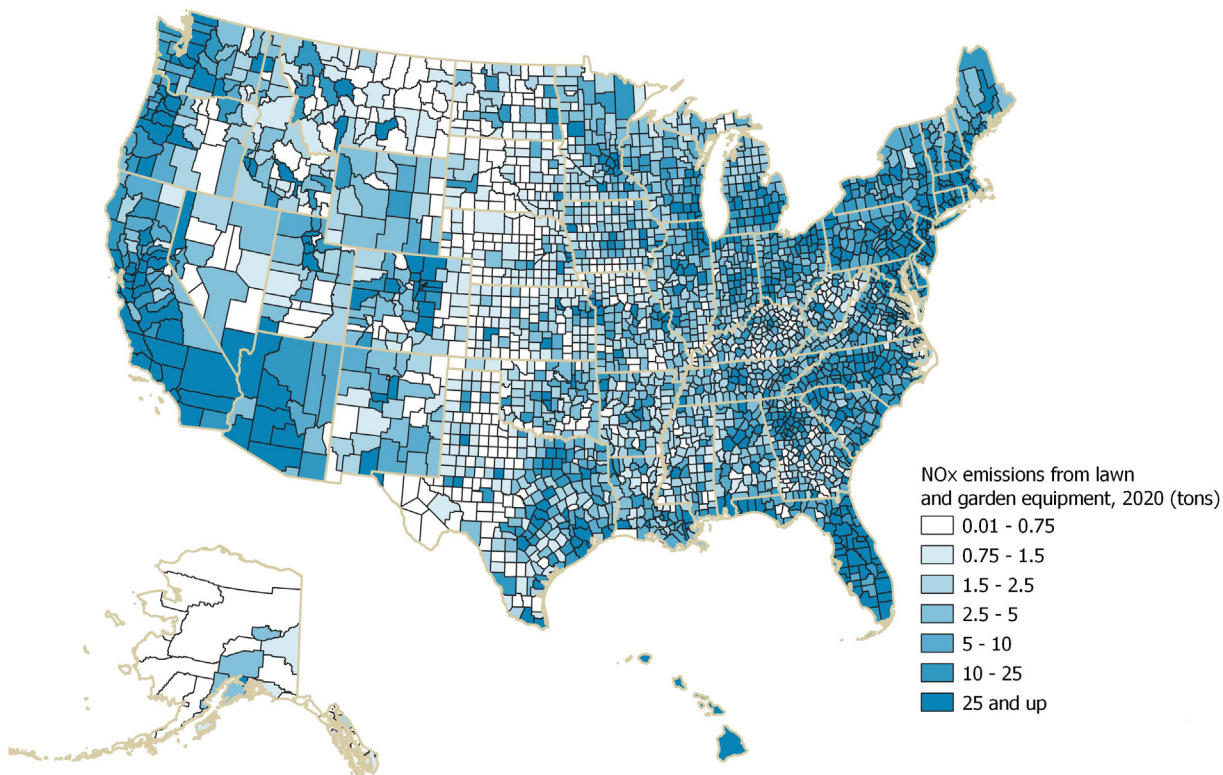 NOx emissions from lawn
and garden equipment, 2020 (tons)
0.01 - 0.75
0.75 - 1.5
1.5 - 2.5
2.5 - 5
5 - 10
10 - 25
25 and up